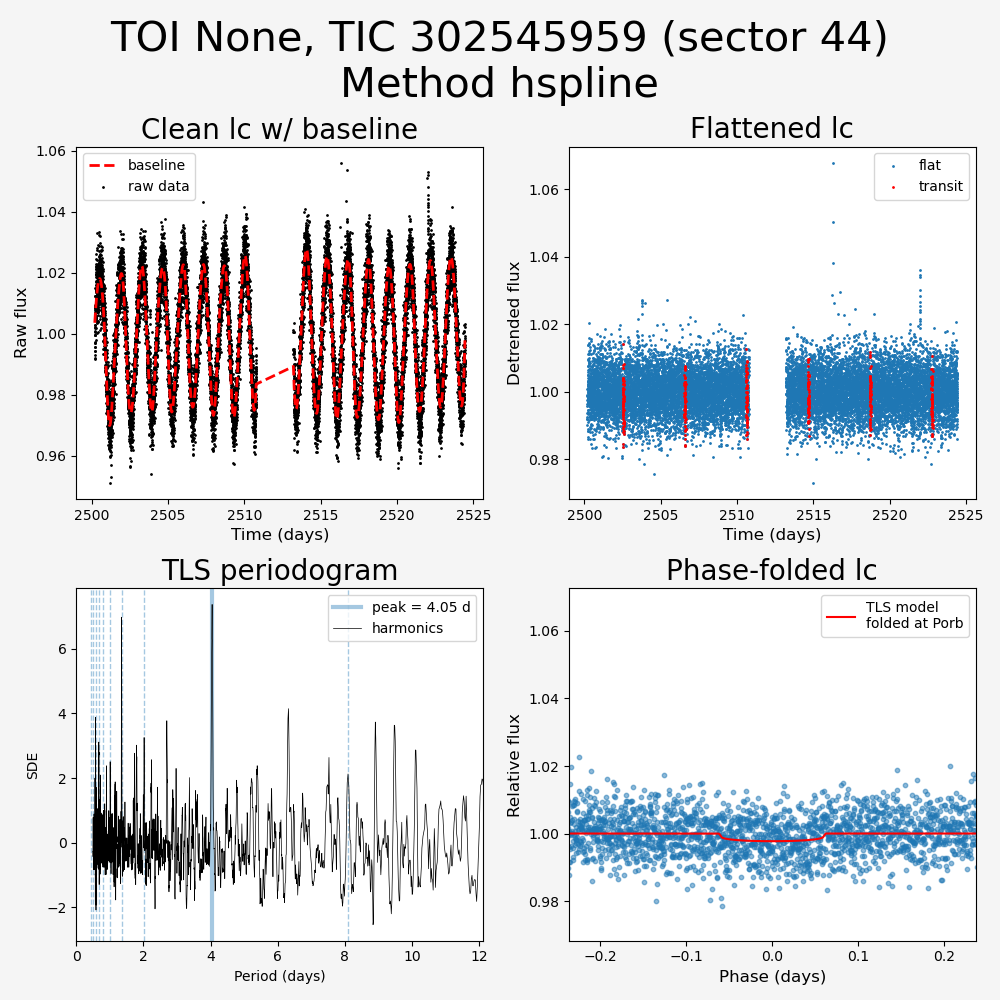 TOI None, TIC 302545959 (sector 44)
Method hspline
Clean lc w/ baseline
baseline
raw data
Raw flux
1.06
1.04
1.02
1.00
0.98
0.96
2500
2505
2510
2515
2520
2525
Time (days)
Flattened lc
flat
transit
Detrended flux
1.06
1.04
1.02
1.00
0.98
2500
2505
2510
2515
2520
2525
Time (days)
TLS periodogram
peak = 4.05 d
harmonics
SDE
6
4
2
0
−2
0
2
4
6
8
10
12
Period (days)
Phase-folded lc
TLS model
folded at Porb
Relative flux
1.06
1.04
1.02
1.00
0.98
−0.2
−0.1
0.0
0.1
0.2
Phase (days)